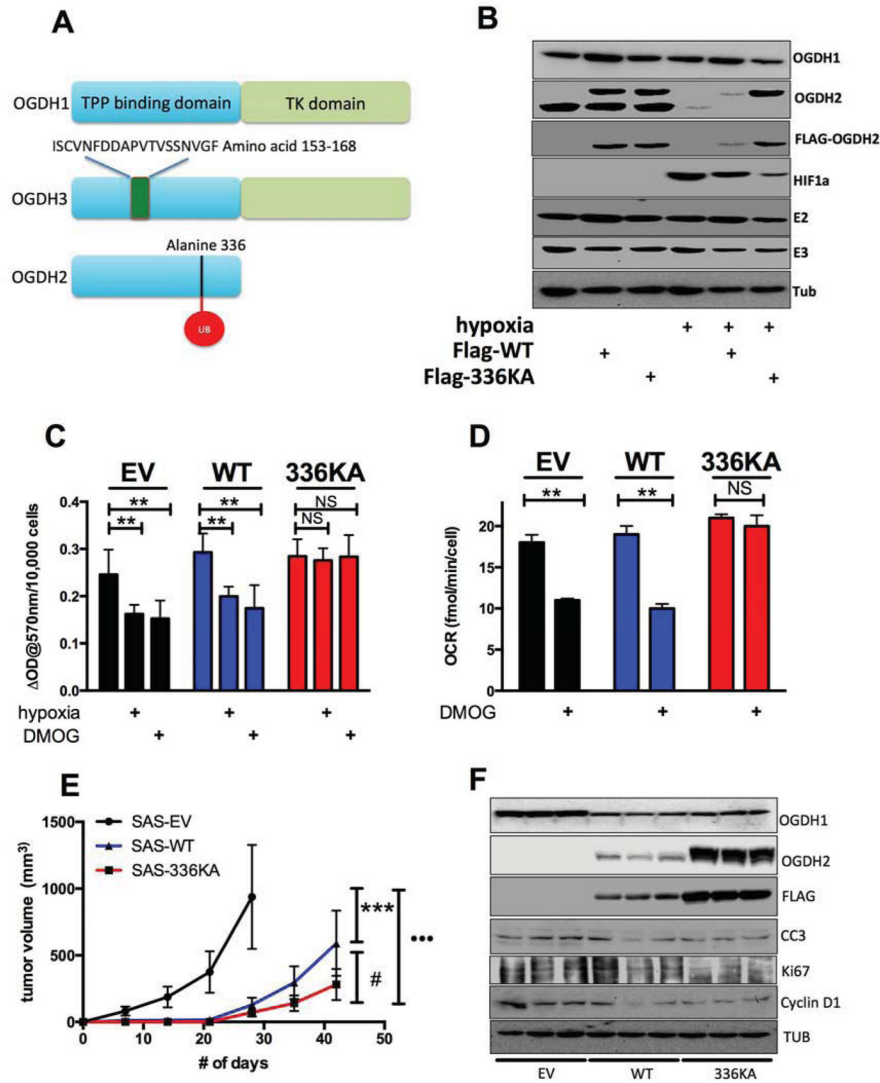 A
OGDH1 TPP binding domain TK domain
ISCVNFDDAPVTVSSNVGF Amino acid 153-168
OGDH3
Alanine 336
OGDH2
UB
B
OGDH1
OGDH2
FLAG-OGDH2
HIF1a
E2
E3
Tub
hypoxia + + +
Flag-WT + +
Flag-336KA + +
C
EV WT 336KA
** ** NS
** ** NS
ΔOD@570nm/10,000 cells
0.4
0.3
0.2
0.1
0.0
hypoxia + + +
DMOG + + +
D
EV WT 336KA
** ** NS
OCR (fmol/min/cell)
20
15
10
5
0
DMOG + + +
E
SAS-EV
SAS-WT
SAS-336KA
tumor volume (mm³)
1500
1000
500
0
0 10 20 30 40 50
# of days
***
#
•••
F
OGDH1
OGDH2
FLAG
CC3
Ki67
Cyclin D1
TUB
EV WT 336KA